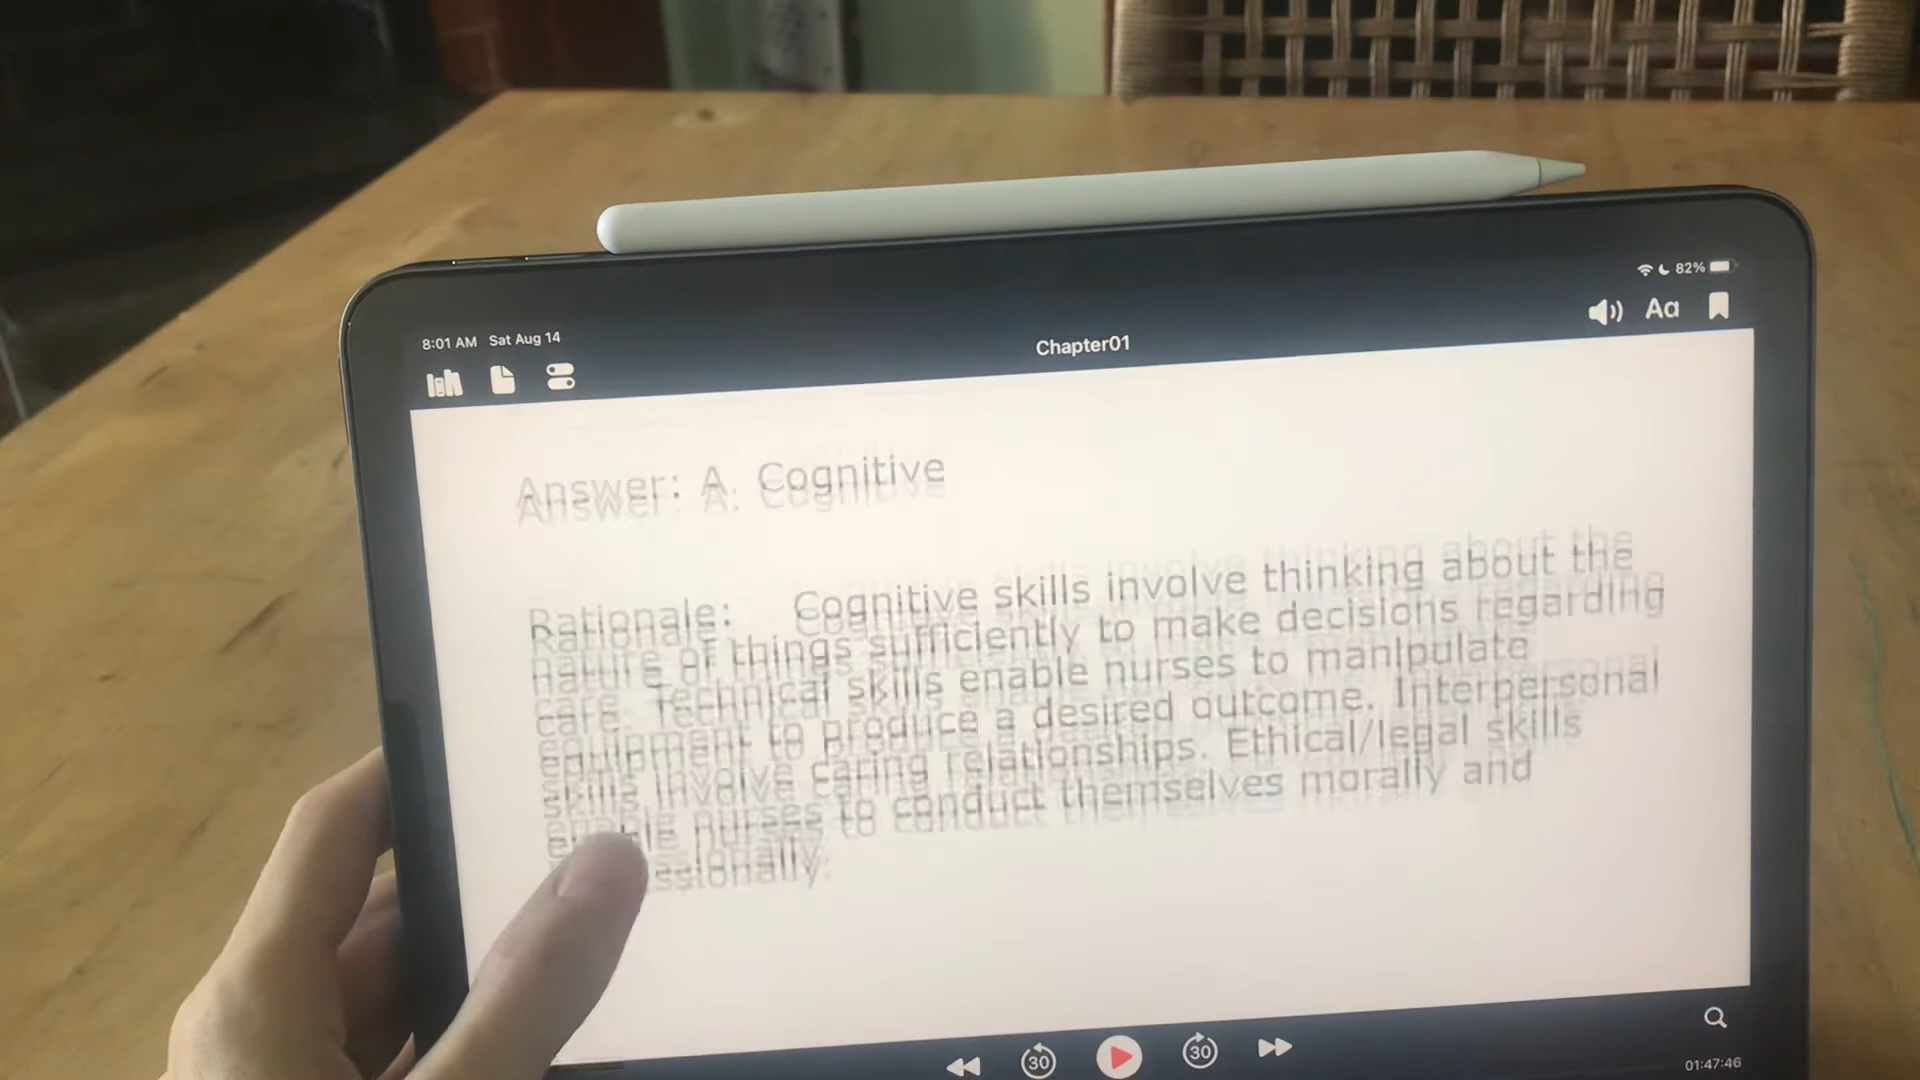 82%
8:01 AM Sat Aug 14
Aa
Chapter01
Answer: A. Cognitive
Rationale: Cognitive skills involve thinking about the
nature of things sufficiently to make decisions regarding
care. Technical skills enable nurses to manipulate
equipment to produce a desired outcome. Interpersonal
skills involve caring relationships. Ethical/legal skills
enable nurses to conduct themselves morally and
ssionally.
30
30
01:47:46